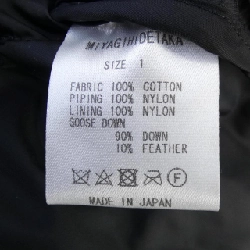 MIYAGIHIDETAKA
SIZE 1
FABRIC 100% COTTON
PIPING 100% NYLON
LINING 100% NYLON
GOOSE DOWN
90% DOWN
10% FEATHER
F
MADE IN JAPAN